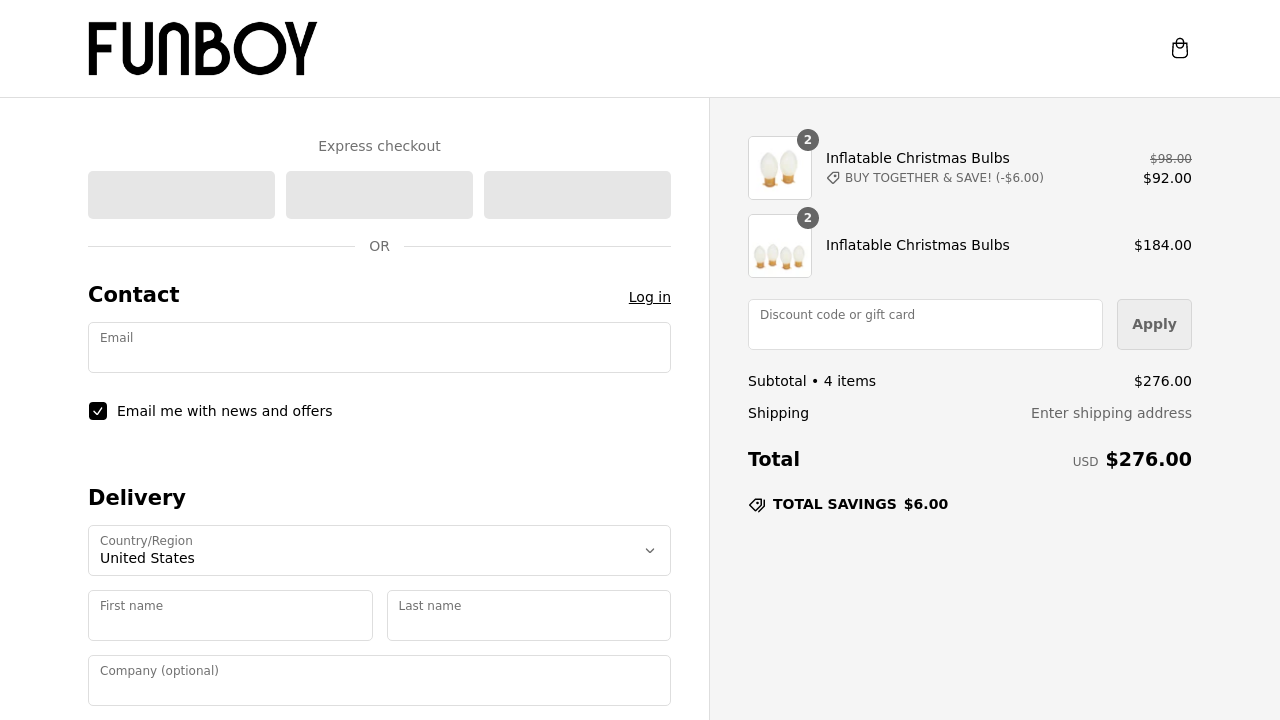 FUNBOY
Express checkout
OR
Contact
Log in
Email
Email me with news and offers
Delivery
Country/Region
United States
First name
Last name
Company (optional)
2
Inflatable Christmas Bulbs
$98.00
BUY TOGETHER & SAVE! (-$6.00)
$92.00
2
Inflatable Christmas Bulbs
$184.00
Discount code or gift card
Apply
Subtotal • 4 items
$276.00
Shipping
Enter shipping address
Total
USD $276.00
TOTAL SAVINGS $6.00